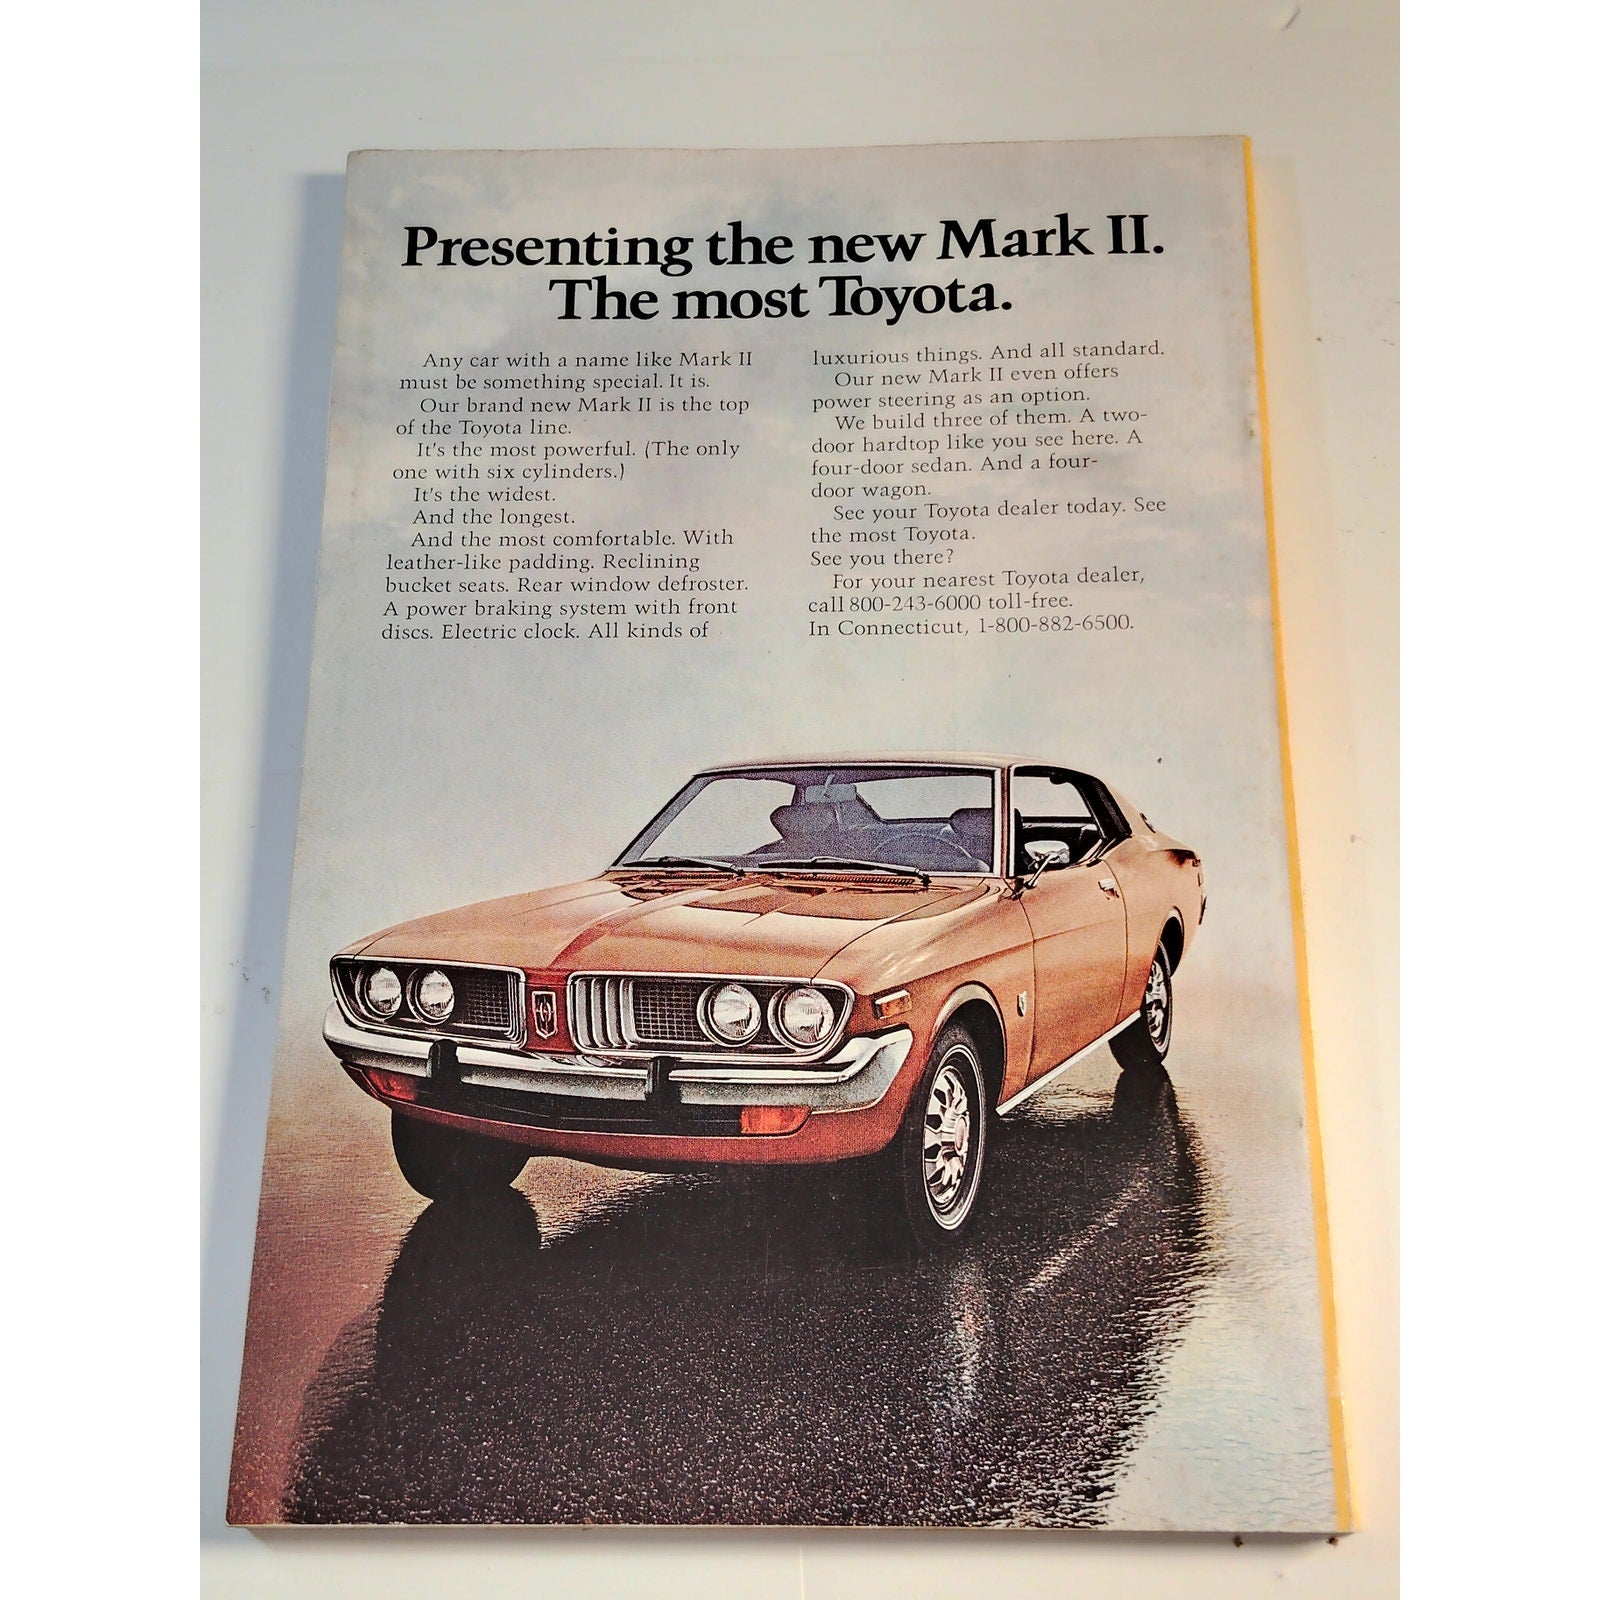 Presenting the new Mark II.
The most Toyota.
Any car with a name like Mark II
must be something special. It is.
Our brand new Mark II is the top
of the Toyota line.
It's the most powerful. (The only
one with six cylinders.)
It's the widest.
And the longest.
And the most comfortable. With
leather-like padding. Reclining
bucket seats. Rear window defroster.
A power braking system with front
discs. Electric clock. All kinds of
luxurious things. And all standard.
Our new Mark II even offers
power steering as an option.
We build three of them. A two-
door hardtop like you see here. A
four-door sedan. And a four-
door wagon.
See your Toyota dealer today. See
the most Toyota.
See you there?
For your nearest Toyota dealer,
call 800-243-6000 toll-free.
In Connecticut, 1-800-882-6500.